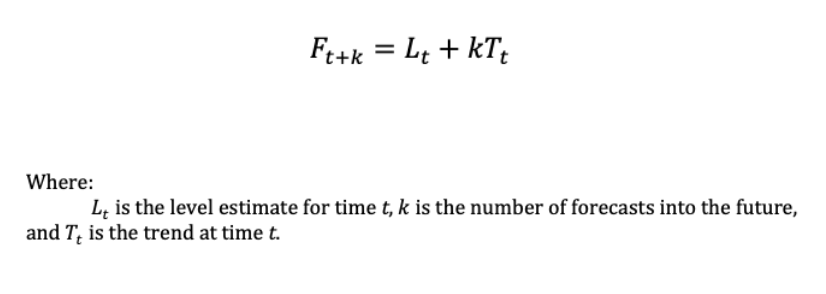 Fₜ₊ₖ = Lₜ + kTₜ
Where:
Lₜ is the level estimate for time t, k is the number of forecasts into the future,
and Tₜ is the trend at time t.